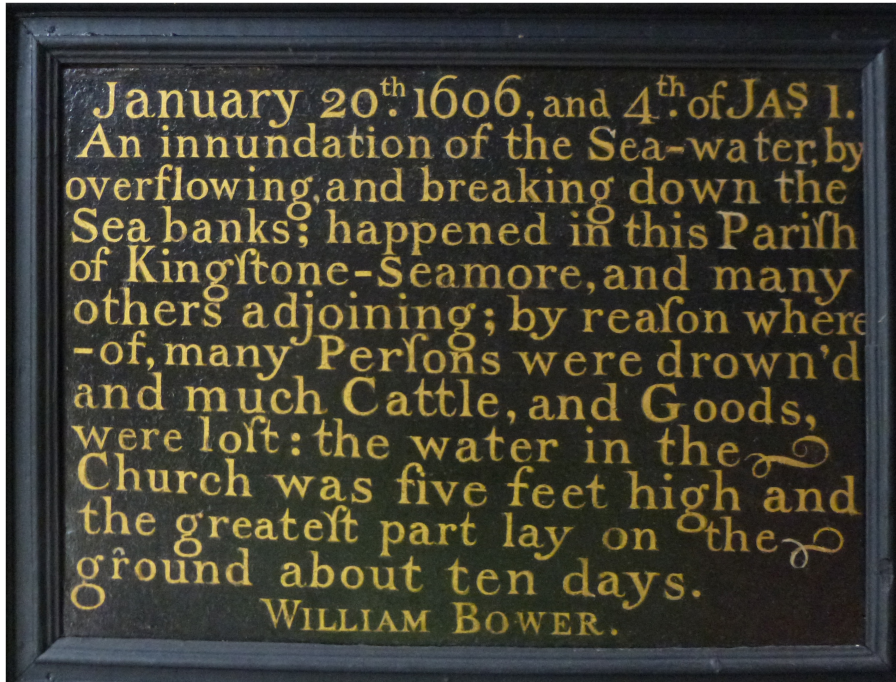 January 20th. 1606, and 4th. of JAs. I.
An innundation of the Sea-water, by
overflowing, and breaking down the
Sea banks; happened in this Pariſh
of Kingſtone-Seamore, and many
others adjoining; by reaſon where
-of, many Perſons were drown'd
and much Cattle, and Goods,
were loſt: the water in the
Church was five feet high and
the greateſt part lay on the
ground about ten days.
WILLIAM BOWER.